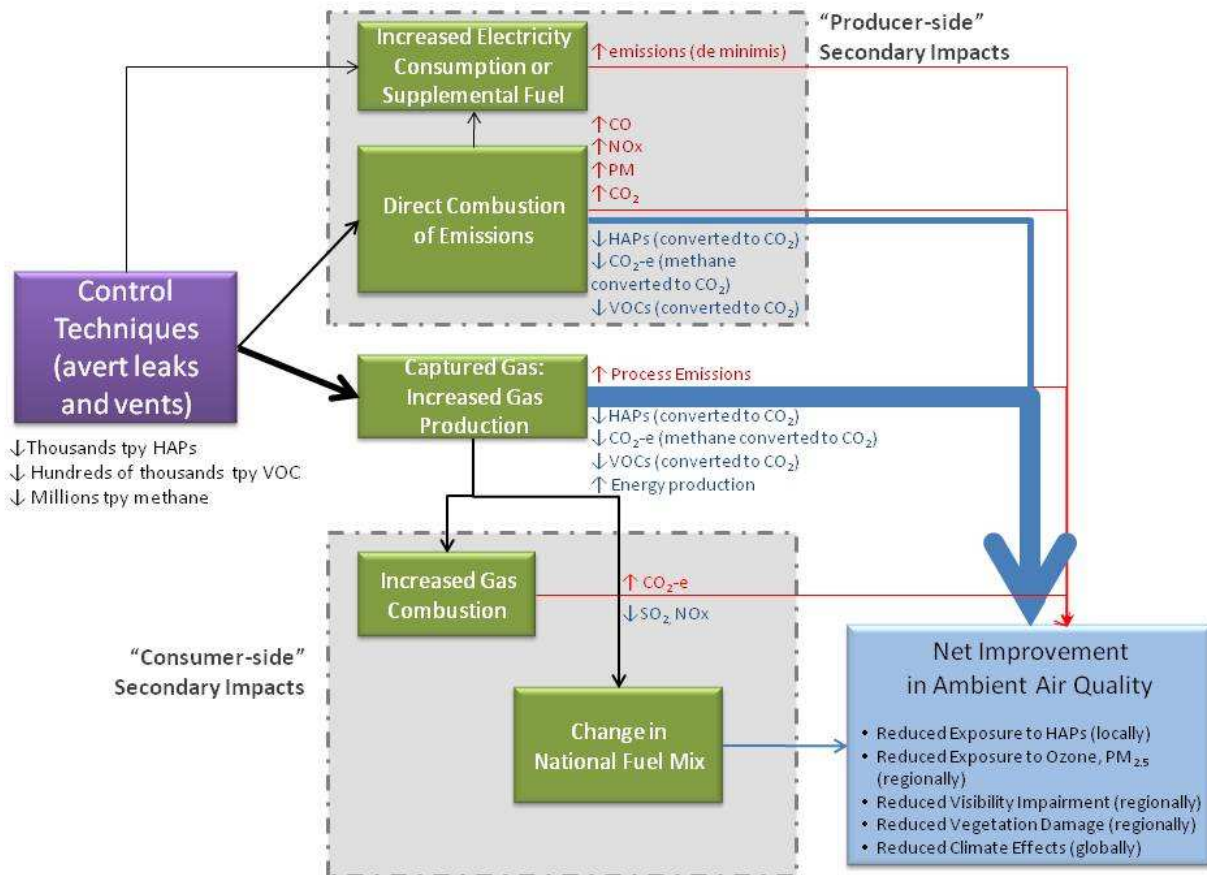 “Producer-side”
Secondary Impacts
Increased Electricity
Consumption or
Supplemental Fuel
↑emissions (de minimis)
↑CO
↑NOx
↑PM
↑CO₂
Direct Combustion
of Emissions
↓HAPs (converted to CO₂)
↓CO₂-e (methane
converted to CO₂)
↓VOCs (converted to CO₂)
Control
Techniques
(avert leaks
and vents)
↓Thousands tpy HAPs
↓ Hundreds of thousands tpy VOC
↓ Millions tpy methane
Captured Gas:
Increased Gas
Production
↑ Process Emissions
↓HAPs (converted to CO₂)
↓CO₂-e (methane converted to CO₂)
↓VOCs (converted to CO₂)
↑ Energy production
Increased Gas
Combustion
↑ CO₂-e
↓SO₂, NOx
“Consumer-side”
Secondary Impacts
Change in
National Fuel Mix
Net Improvement
in Ambient Air Quality
• Reduced Exposure to HAPs (locally)
• Reduced Exposure to Ozone, PM₂.₅
(regionally)
• Reduced Visibility Impairment (regionally)
• Reduced Vegetation Damage (regionally)
• Reduced Climate Effects (globally)